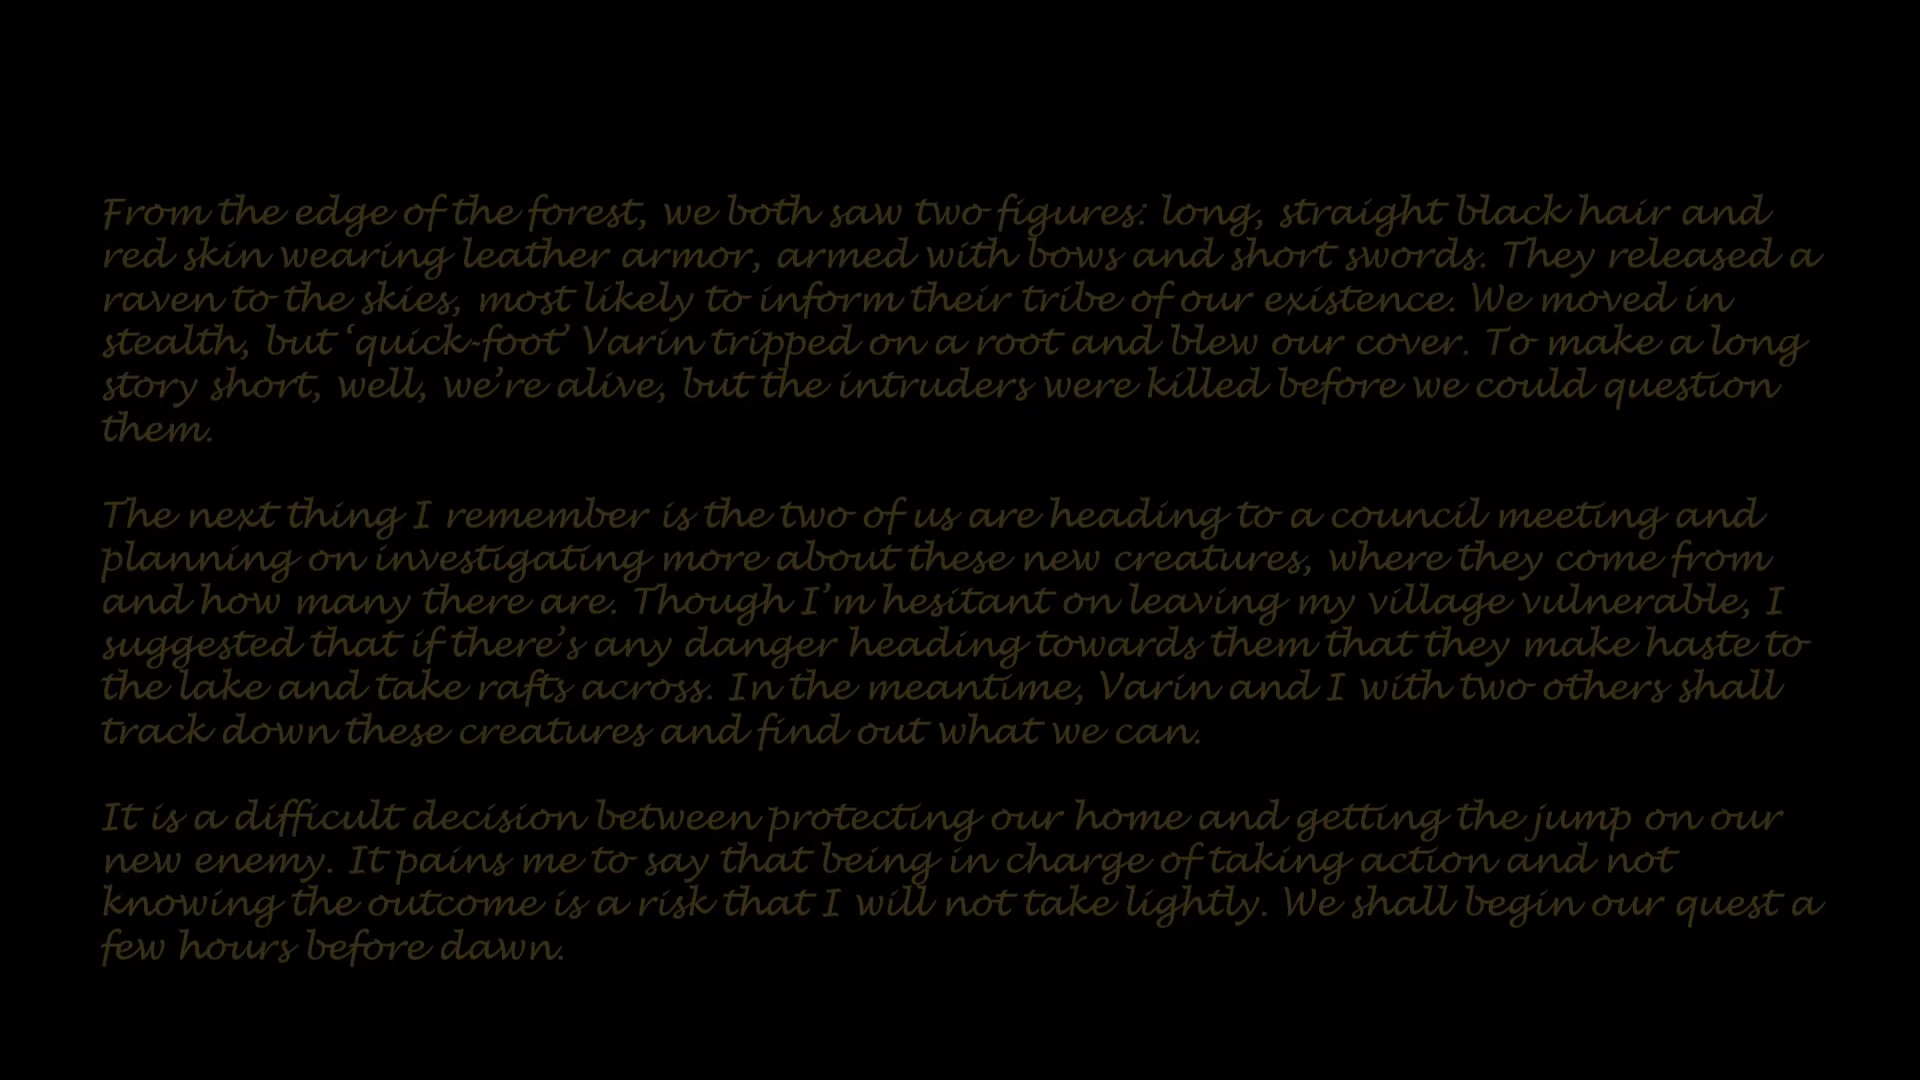 From the edge of the forest, we both saw two figures: long, straight black hair and
red skin wearing leather armor, armed with bows and short swords. They released a
raven to the skies, most likely to inform their tribe of our existence. We moved in
stealth, but ‘quick-foot’ Varin tripped on a root and blew our cover. To make a long
story short, well, we’re alive, but the intruders were killed before we could question
them.

The next thing I remember is the two of us are heading to a council meeting and
planning on investigating more about these new creatures, where they come from
and how many there are. Though I’m hesitant on leaving my village vulnerable, I
suggested that if there’s any danger heading towards them that they make haste to
the lake and take rafts across. In the meantime, Varin and I with two others shall
track down these creatures and find out what we can.

It is a difficult decision between protecting our home and getting the jump on our
new enemy. It pains me to say that being in charge of taking action and not
knowing the outcome is a risk that I will not take lightly. We shall begin our quest a
few hours before dawn.